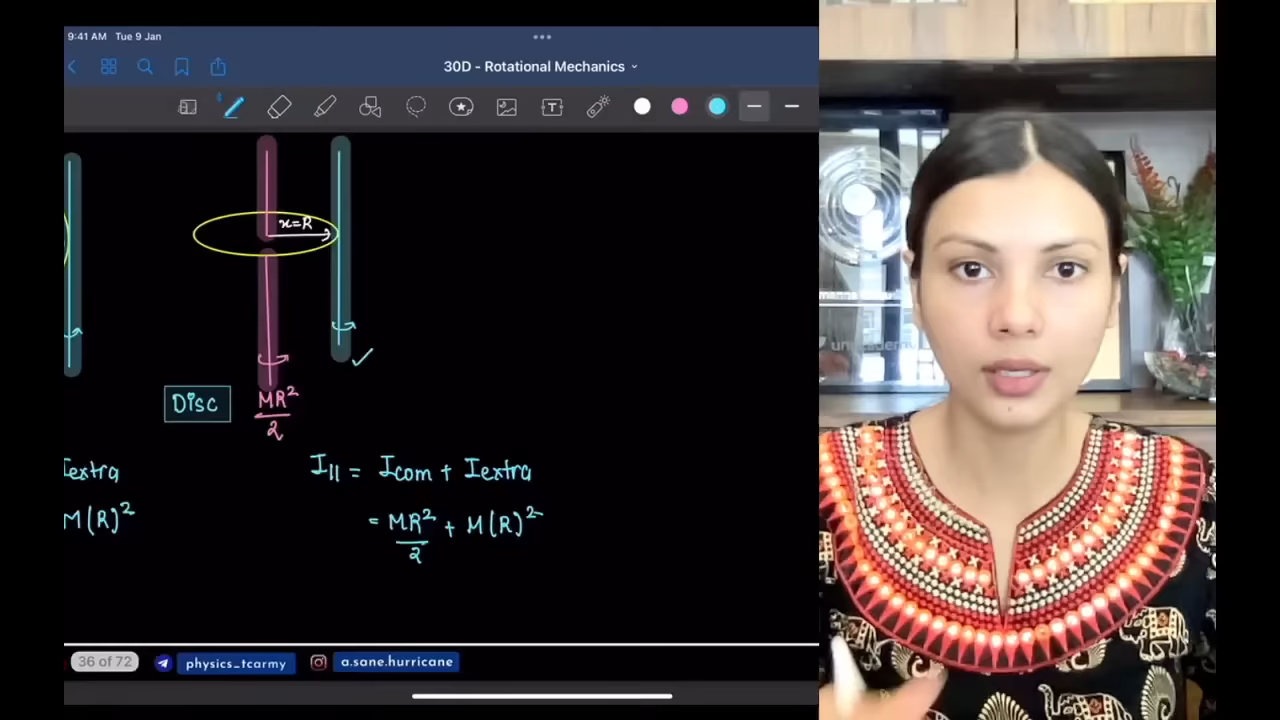 9:41 AM Tue 9 Jan
30D - Rotational Mechanics
T
x=R
Disc
MR²
2
Iextra
M(R)²
I11 = Icom + Iextra
= MR²/2 + M(R)²
36 of 72
physics_tcarmy
a.sane.hurricane